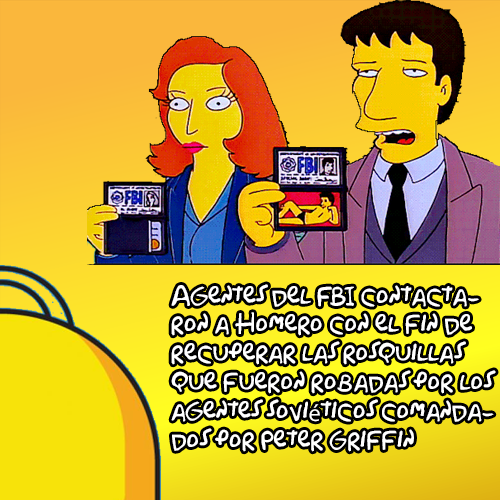 FBI
FBI
AGENTES DEL FBI CONTACTA-
RON A HOMERO CON EL FIN DE
RECUPERAR LAS ROSQUILLAS
QUE FUERON ROBADAS POR LOS
AGENTES SOVIÉTICOS COMANDA-
DOS POR PETER GRIFFIN